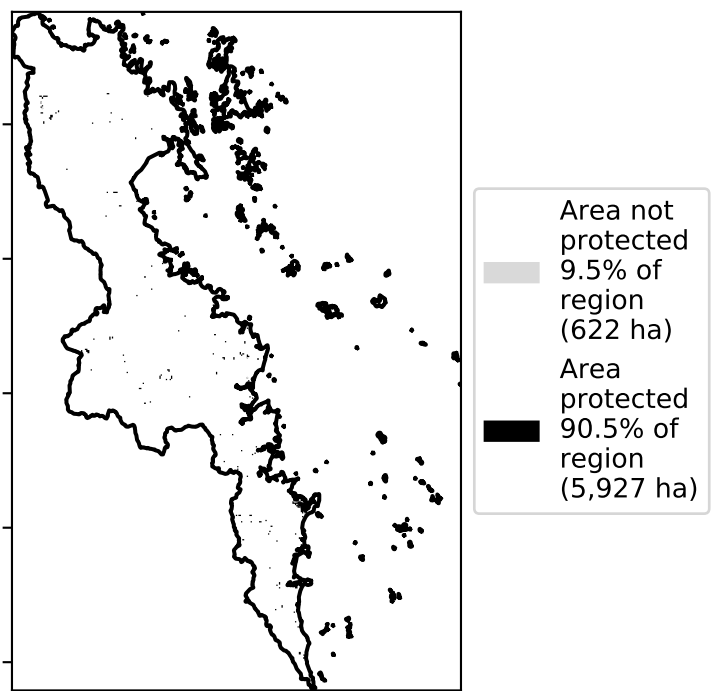 Area not
protected
9.5% of
region
(622 ha)
Area
protected
90.5% of
region
(5,927 ha)